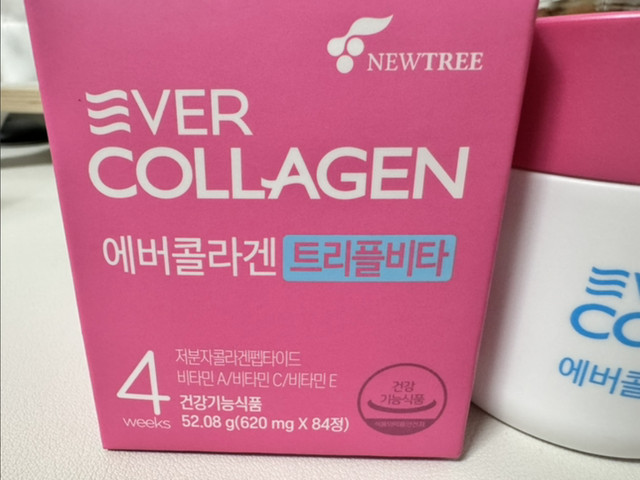 NEWTREE
EVER
COLLAGEN
에버콜라겐 트리플비타
4 weeks
저분자콜라겐펩타이드
비타민 A/비타민 C/비타민 E
건강기능식품
52.08 g(620 mg X 84정)
건강
기능식품
EVER
CO
에버콜